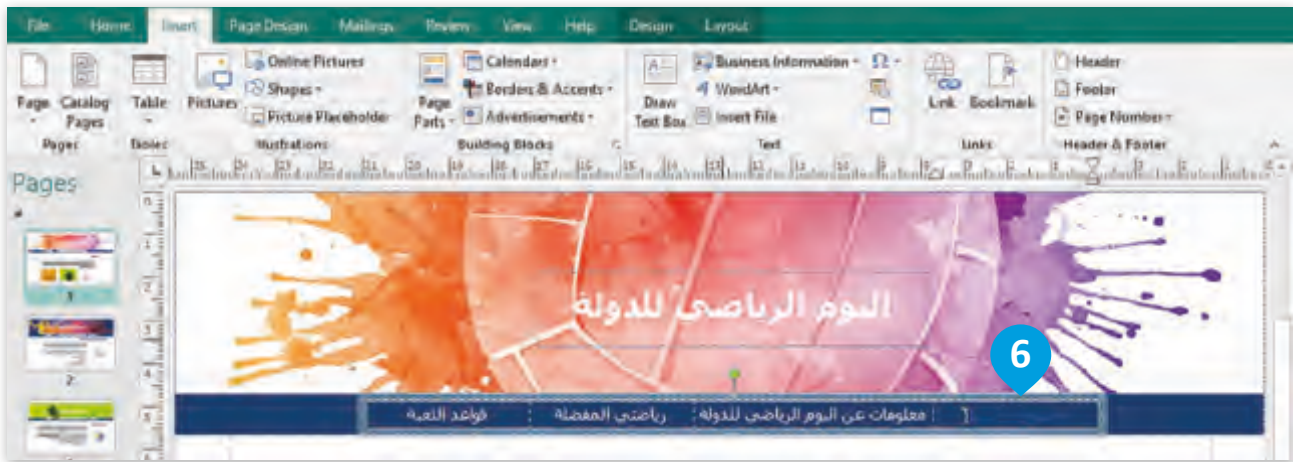 File Home Insert Page Design Mailings Review View Help Design Layout
Page
Catalog Pages
Pages
Table
Tables
Pictures
Online Pictures
Shapes
Picture Placeholder
Illustrations
Page Parts
Calendars
Borders & Accents
Advertisements
Building Blocks
Draw Text Box
Business Information
WordArt
Insert File
Text
Link
Bookmark
Links
Header
Footer
Page Number
Header & Footer
Pages
1
2
اليوم الرياضي للدولة
6
معلومات عن اليوم الرياضي للدولة رياضتي المفضلة قواعد اللعبة